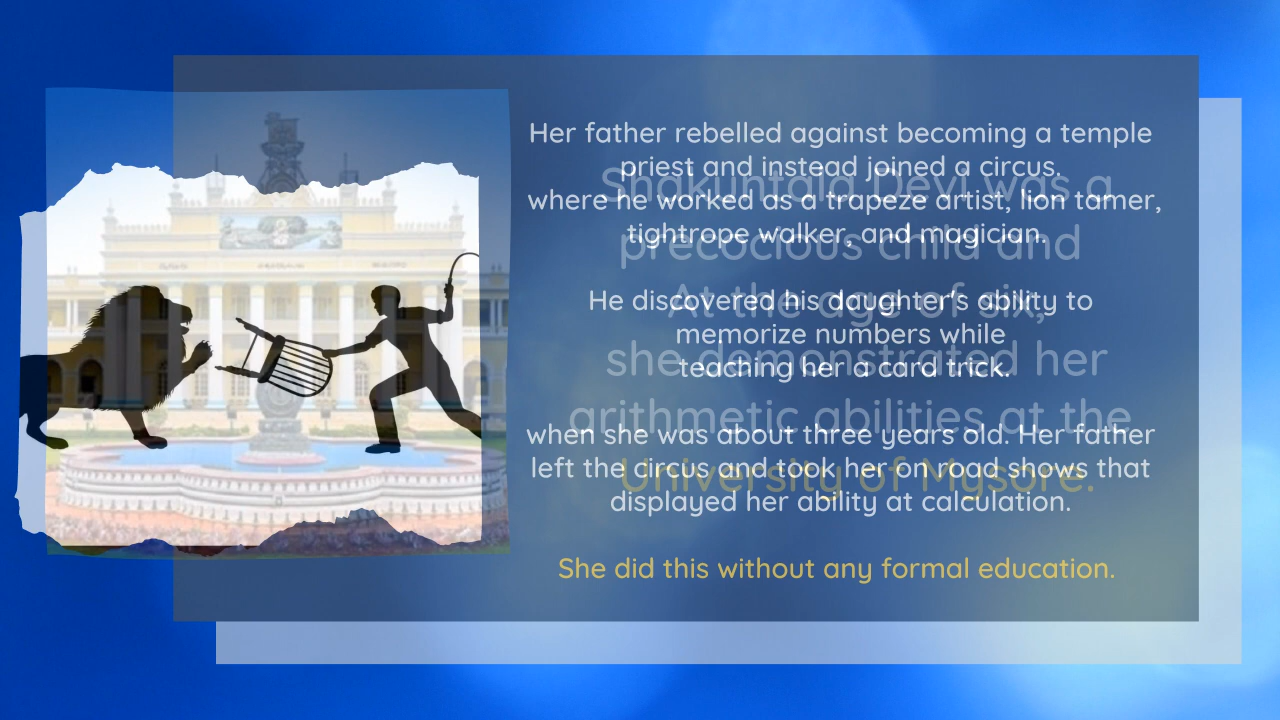 Her father rebelled against becoming a temple
priest and instead joined a circus.
where he worked as a trapeze artist, lion tamer,
tightrope walker, and magician.
He discovered his daughter's ability to
memorize numbers while
teaching her a card trick.
when she was about three years old. Her father
left the circus and took her on road shows that
displayed her ability at calculation.
She did this without any formal education.
Shakuntala Devi was a
precocious child and
At the age of six,
she demonstrated her
arithmetic abilities at the
University of Mysore.